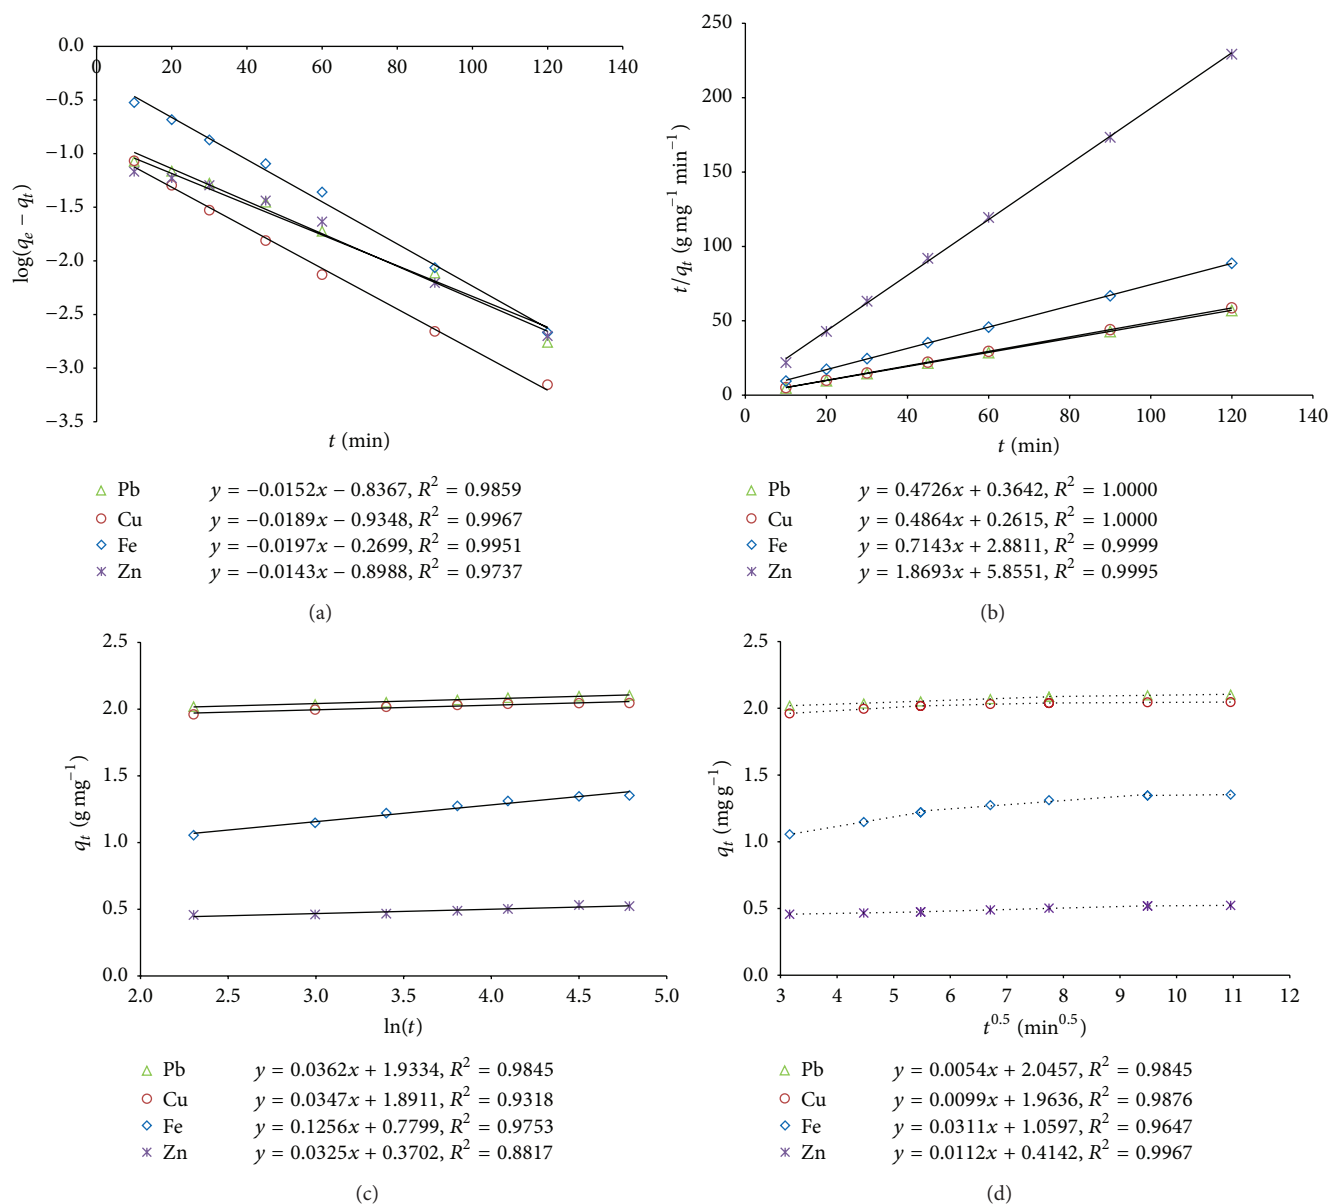 0.0
0 20 40 60 80 100 120 140
−0.5
−1.0
−1.5
−2.0
−2.5
−3.0
−3.5
log(qe − qt)
t (min)
Pb y = −0.0152x − 0.8367, R² = 0.9859
Cu y = −0.0189x − 0.9348, R² = 0.9967
Fe y = −0.0197x − 0.2699, R² = 0.9951
Zn y = −0.0143x − 0.8988, R² = 0.9737
(a)
250
200
150
100
50
0
0 20 40 60 80 100 120 140
t/qt (g mg−1 min−1)
t (min)
Pb y = 0.4726x + 0.3642, R² = 1.0000
Cu y = 0.4864x + 0.2615, R² = 1.0000
Fe y = 0.7143x + 2.8811, R² = 0.9999
Zn y = 1.8693x + 5.8551, R² = 0.9995
(b)
2.5
2.0
1.5
1.0
0.5
0.0
2.0 2.5 3.0 3.5 4.0 4.5 5.0
qt (g mg−1)
ln(t)
Pb y = 0.0362x + 1.9334, R² = 0.9845
Cu y = 0.0347x + 1.8911, R² = 0.9318
Fe y = 0.1256x + 0.7799, R² = 0.9753
Zn y = 0.0325x + 0.3702, R² = 0.8817
(c)
2.5
2.0
1.5
1.0
0.5
0.0
3 4 5 6 7 8 9 10 11 12
qt (mg g−1)
t0.5 (min0.5)
Pb y = 0.0054x + 2.0457, R² = 0.9845
Cu y = 0.0099x + 1.9636, R² = 0.9876
Fe y = 0.0311x + 1.0597, R² = 0.9647
Zn y = 0.0112x + 0.4142, R² = 0.9967
(d)